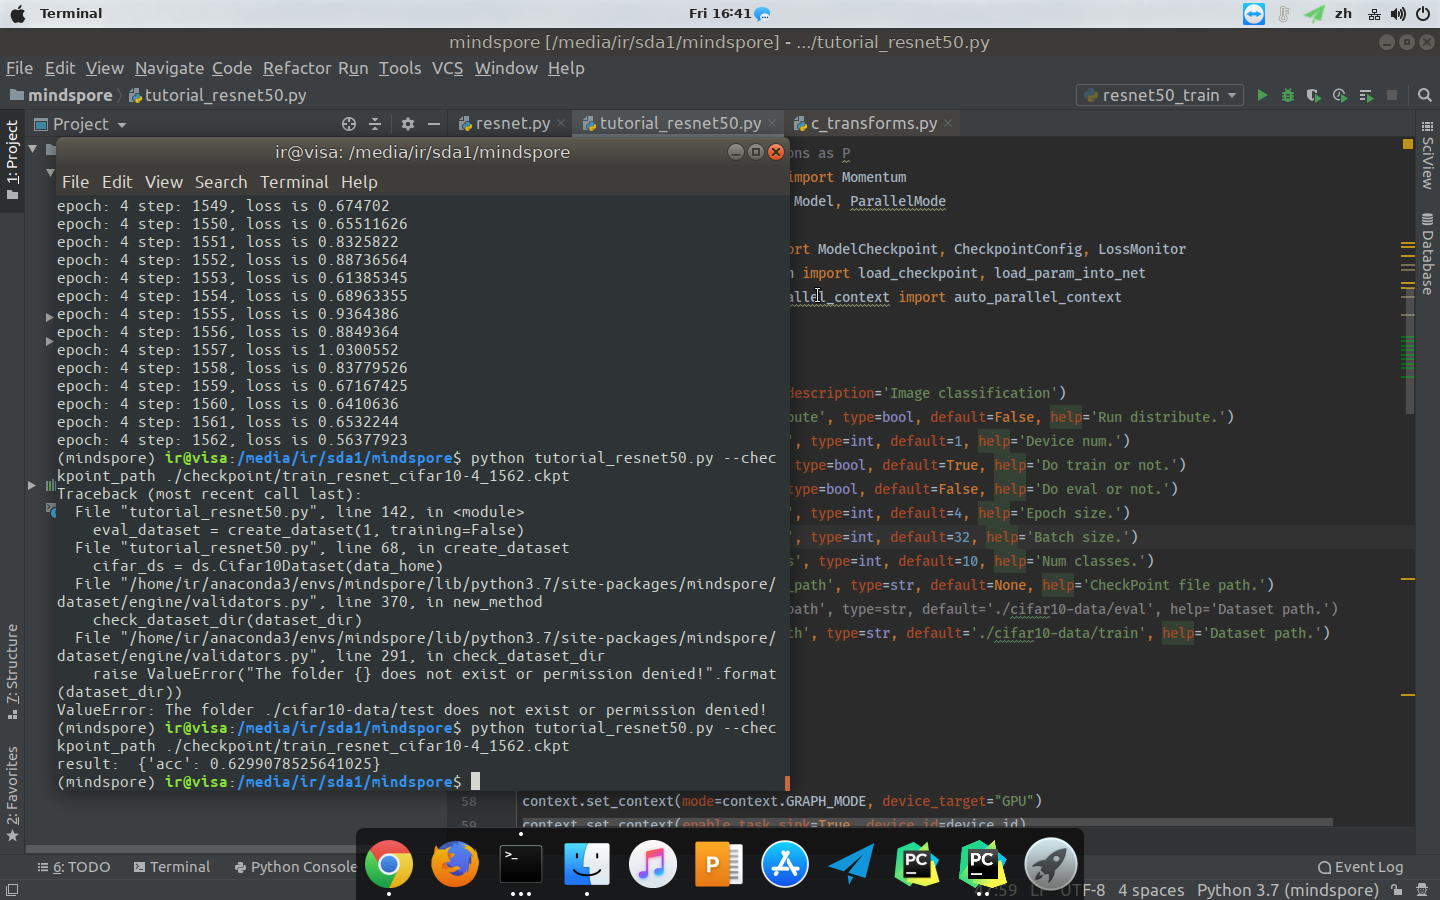 Terminal
Fri 16:41
zh
mindspore [/media/ir/sda1/mindspore] - .../tutorial_resnet50.py
File Edit View Navigate Code Refactor Run Tools VCS Window Help
mindspore tutorial_resnet50.py
resnet50_train
Project
resnet.py
tutorial_resnet50.py
c_transforms.py
1: Project
7: Structure
2: Favorites
SciView
Database
ir@visa: /media/ir/sda1/mindspore
File Edit View Search Terminal Help
epoch: 4 step: 1549, loss is 0.674702
epoch: 4 step: 1550, loss is 0.65511626
epoch: 4 step: 1551, loss is 0.8325822
epoch: 4 step: 1552, loss is 0.88736564
epoch: 4 step: 1553, loss is 0.61385345
epoch: 4 step: 1554, loss is 0.68963355
epoch: 4 step: 1555, loss is 0.9364386
epoch: 4 step: 1556, loss is 0.8849364
epoch: 4 step: 1557, loss is 1.0300552
epoch: 4 step: 1558, loss is 0.83779526
epoch: 4 step: 1559, loss is 0.67167425
epoch: 4 step: 1560, loss is 0.6410636
epoch: 4 step: 1561, loss is 0.6532244
epoch: 4 step: 1562, loss is 0.56377923
(mindspore) ir@visa:/media/ir/sda1/mindspore$ python tutorial_resnet50.py --chec
kpoint_path ./checkpoint/train_resnet_cifar10-4_1562.ckpt
Traceback (most recent call last):
File "tutorial_resnet50.py", line 142, in <module>
eval_dataset = create_dataset(1, training=False)
File "tutorial_resnet50.py", line 68, in create_dataset
cifar_ds = ds.Cifar10Dataset(data_home)
File "/home/ir/anaconda3/envs/mindspore/lib/python3.7/site-packages/mindspore/
dataset/engine/validators.py", line 370, in new_method
check_dataset_dir(dataset_dir)
File "/home/ir/anaconda3/envs/mindspore/lib/python3.7/site-packages/mindspore/
dataset/engine/validators.py", line 291, in check_dataset_dir
raise ValueError("The folder {} does not exist or permission denied!".format
(dataset_dir))
ValueError: The folder ./cifar10-data/test does not exist or permission denied!
(mindspore) ir@visa:/media/ir/sda1/mindspore$ python tutorial_resnet50.py --chec
kpoint_path ./checkpoint/train_resnet_cifar10-4_1562.ckpt
result: {'acc': 0.6299078525641025}
(mindspore) ir@visa:/media/ir/sda1/mindspore$
ons as P
import Momentum
Model, ParallelMode
ort ModelCheckpoint, CheckpointConfig, LossMonitor
n import load_checkpoint, load_param_into_net
allel_context import auto_parallel_context
description='Image classification')
bute', type=bool, default=False, help='Run distribute.')
', type=int, default=1, help='Device num.')
type=bool, default=True, help='Do train or not.')
ype=bool, default=False, help='Do eval or not.')
', type=int, default=4, help='Epoch size.')
', type=int, default=32, help='Batch size.')
s', type=int, default=10, help='Num classes.')
_path', type=str, default=None, help='CheckPoint file path.')
path', type=str, default='./cifar10-data/eval', help='Dataset path.')
th', type=str, default='./cifar10-data/train', help='Dataset path.')
58 context.set_context(mode=context.GRAPH_MODE, device_target="GPU")
59 context.set_context(enable_task_sink=True, device_id=device_id)
6: TODO
Terminal
Python Console
Event Log
:59 LF UTF-8 4 spaces Python 3.7 (mindspore)
>_
P
PC
PC